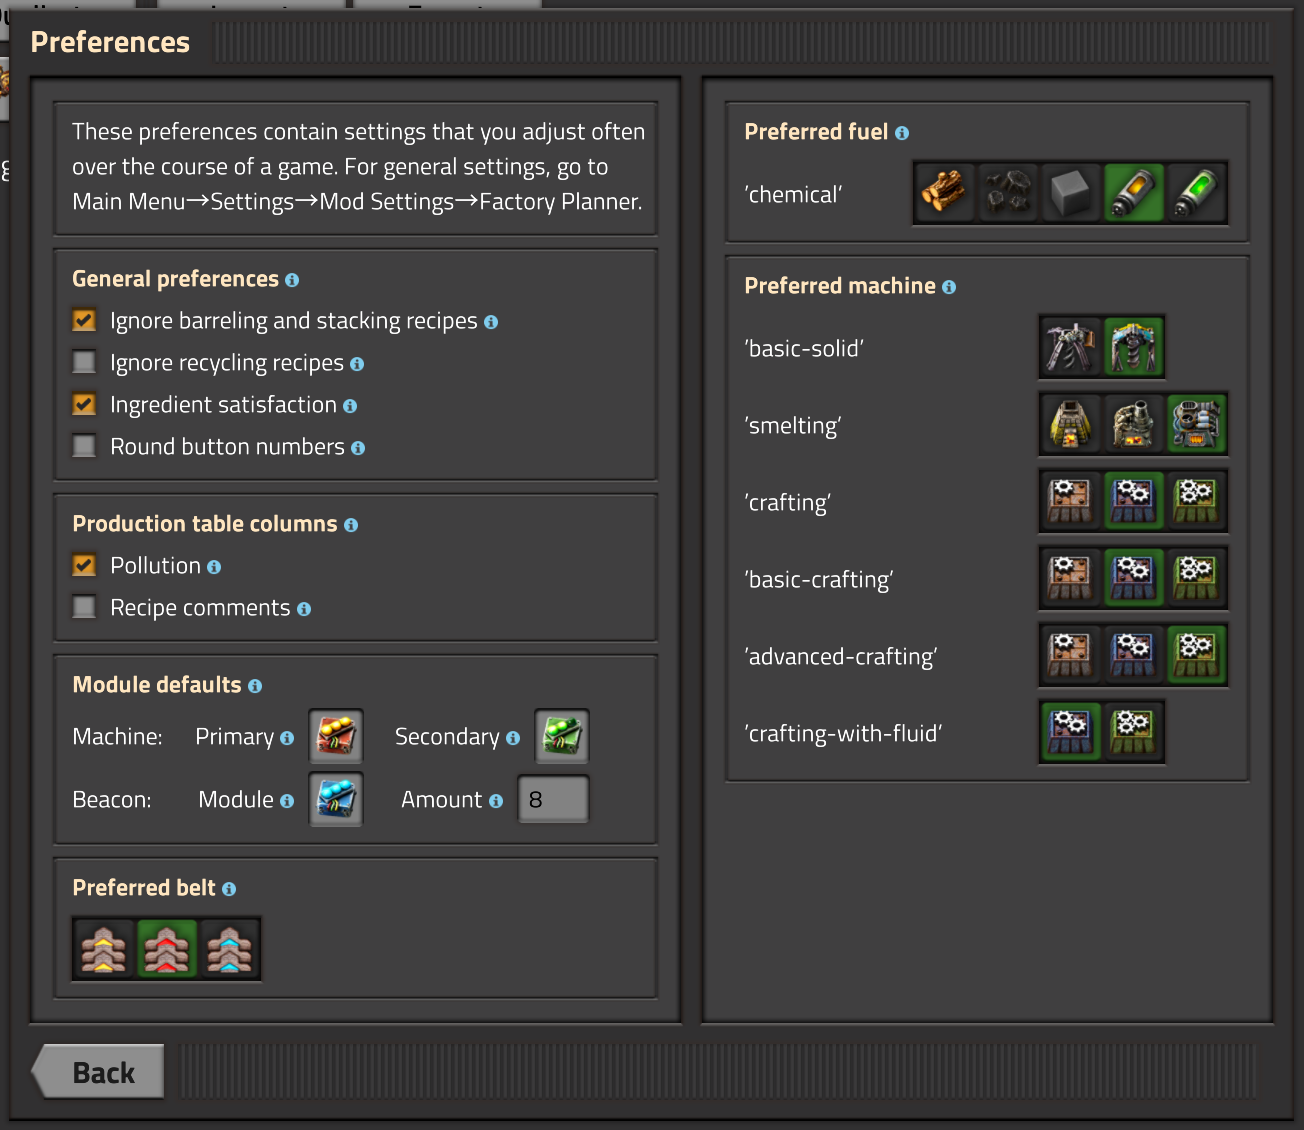 Preferences
These preferences contain settings that you adjust often
over the course of a game. For general settings, go to
Main Menu→Settings→Mod Settings→Factory Planner.
General preferences
Ignore barreling and stacking recipes
Ignore recycling recipes
Ingredient satisfaction
Round button numbers
Production table columns
Pollution
Recipe comments
Module defaults
Machine: Primary Secondary
Beacon: Module Amount 8
Preferred belt
Preferred fuel
'chemical'
Preferred machine
'basic-solid'
'smelting'
'crafting'
'basic-crafting'
'advanced-crafting'
'crafting-with-fluid'
Back